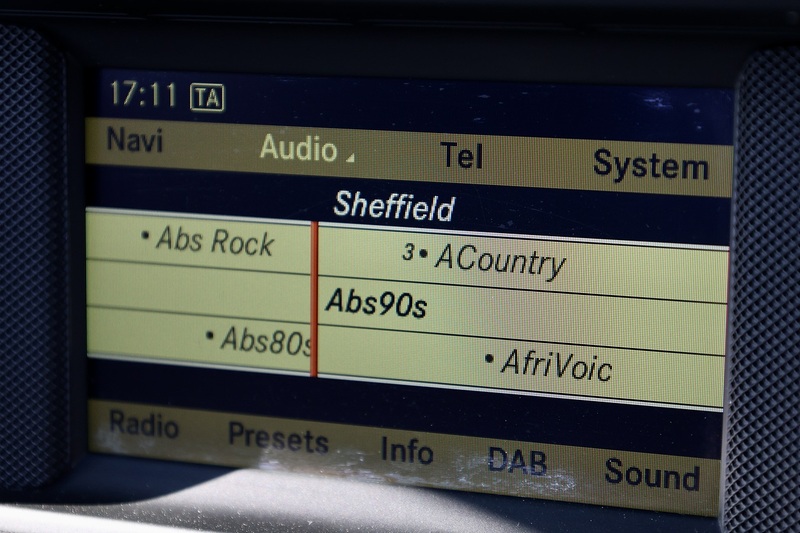 17:11 TA
Navi Audio Tel System
Sheffield
• Abs Rock 3• ACountry
Abs90s
• Abs80s • AfriVoic
Radio Presets Info DAB Sound